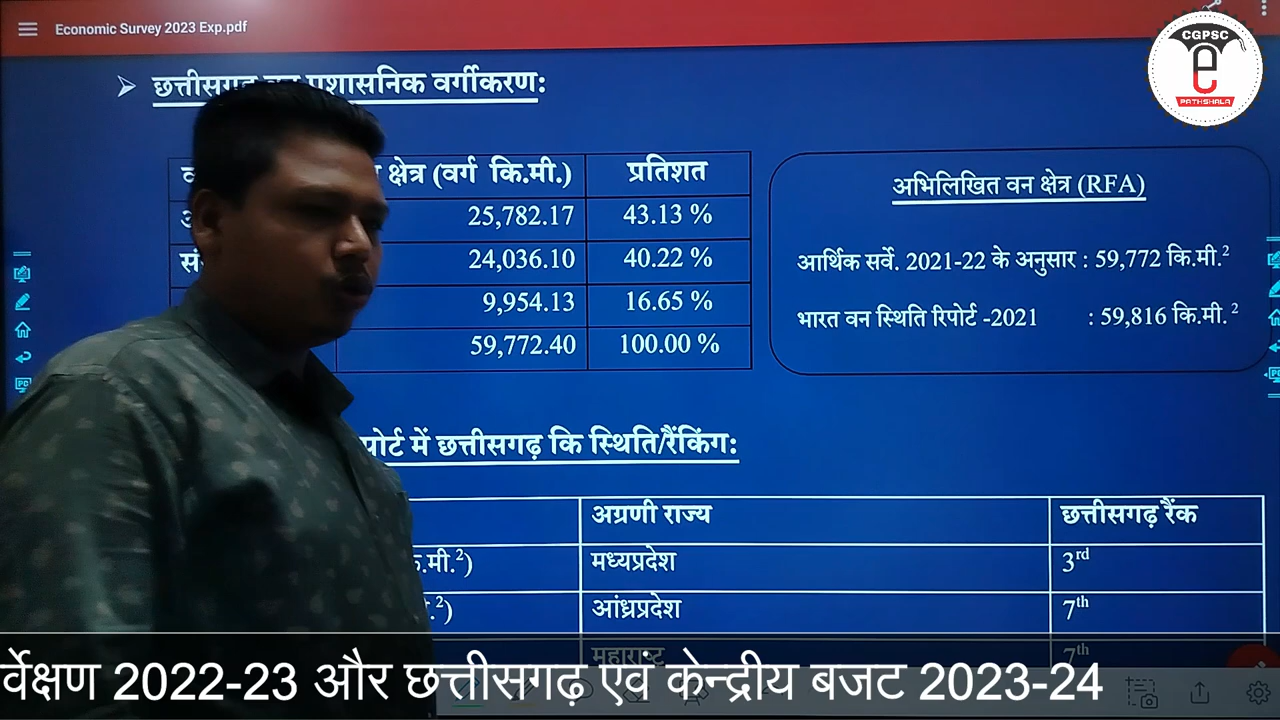 Economic Survey 2023 Exp.pdf
CGPSC
e
PATHSHALA
प्रशासनिक वर्गीकरण:
क्षेत्र (वर्ग कि.मी.) प्रतिशत
25,782.17 43.13 %
24,036.10 40.22 %
9,954.13 16.65 %
59,772.40 100.00 %
अभिलिखित वन क्षेत्र (RFA)
आर्थिक सर्वे. 2021-22 के अनुसार : 59,772 कि.मी.²
भारत वन स्थिति रिपोर्ट -2021 : 59,816 कि.मी.²
में छत्तीसगढ़ कि स्थिति/रैंकिंग:
अग्रणी राज्य छत्तीसगढ़ रैंक
मध्यप्रदेश 3rd
आंध्रप्रदेश 7th
महाराष्ट 7th
2022-23 और छत्तीसगढ़ एवं केन्द्रीय बजट 2023-24